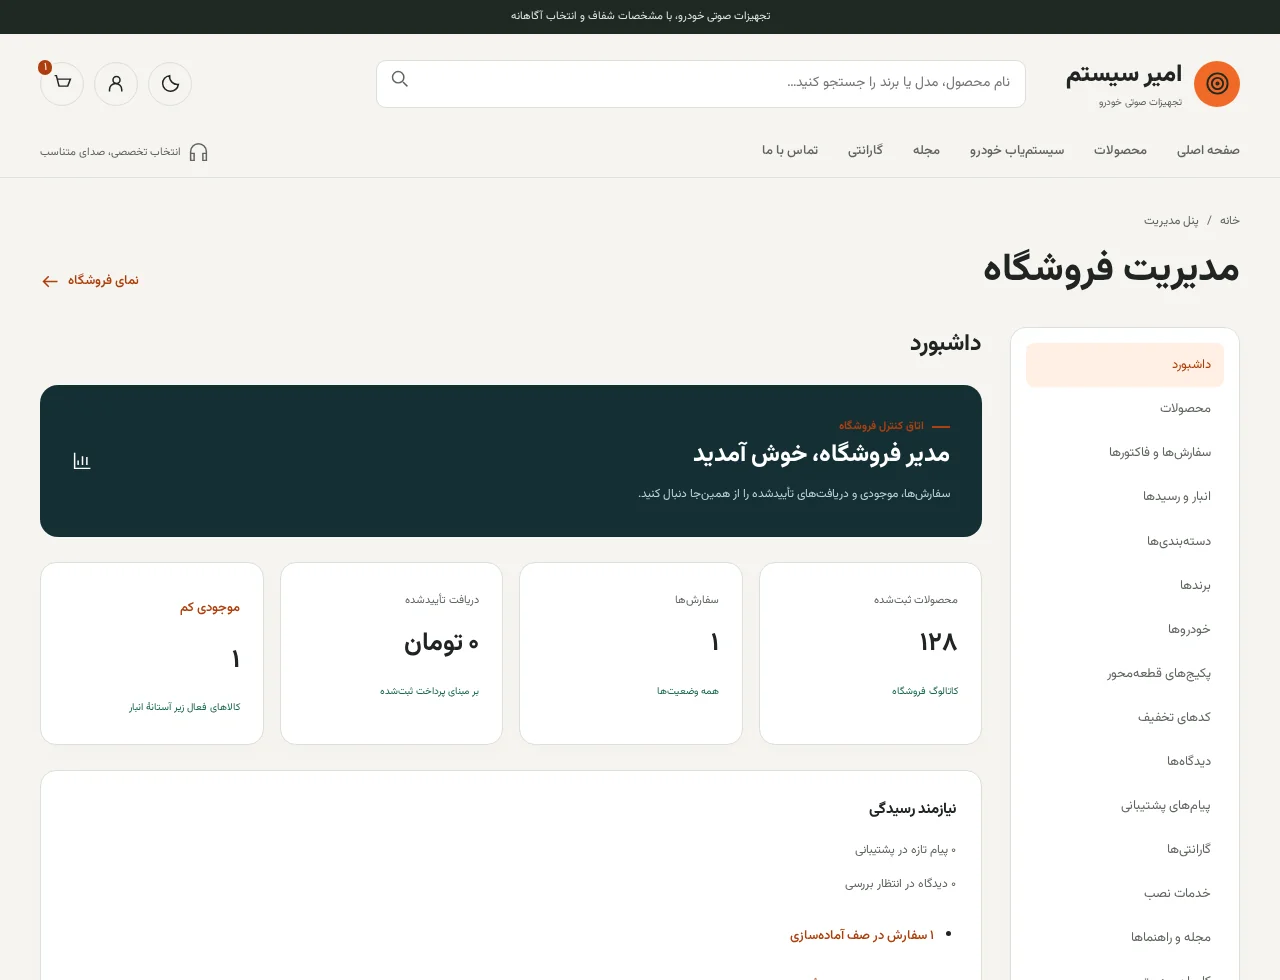 تجهیزات صوتی خودرو، با مشخصات شفاف و انتخاب آگاهانه
امیر سیستم
تجهیزات صوتی خودرو
نام محصول، مدل یا برند را جستجو کنید...
۱
صفحه اصلی
محصولات
سیستم‌یاب خودرو
مجله
گارانتی
تماس با ما
انتخاب تخصصی، صدای متناسب
خانه / پنل مدیریت
مدیریت فروشگاه
نمای فروشگاه
داشبورد
محصولات
سفارش‌ها و فاکتورها
انبار و رسیدها
دسته‌بندی‌ها
برندها
خودروها
پکیج‌های قطعه‌محور
کدهای تخفیف
دیدگاه‌ها
پیام‌های پشتیبانی
گارانتی‌ها
خدمات نصب
مجله و راهنماها
داشبورد
اتاق کنترل فروشگاه
مدیر فروشگاه، خوش آمدید
سفارش‌ها، موجودی و دریافت‌های تأییدشده را از همین‌جا دنبال کنید.
محصولات ثبت‌شده
۱۲۸
کاتالوگ فروشگاه
سفارش‌ها
۱
همه وضعیت‌ها
دریافت تأییدشده
۰ تومان
بر مبنای پرداخت ثبت‌شده
موجودی کم
۱
کالاهای فعال زیر آستانهٔ انبار
نیازمند رسیدگی
۰ پیام تازه در پشتیبانی
۰ دیدگاه در انتظار بررسی
۱ سفارش در صف آماده‌سازی